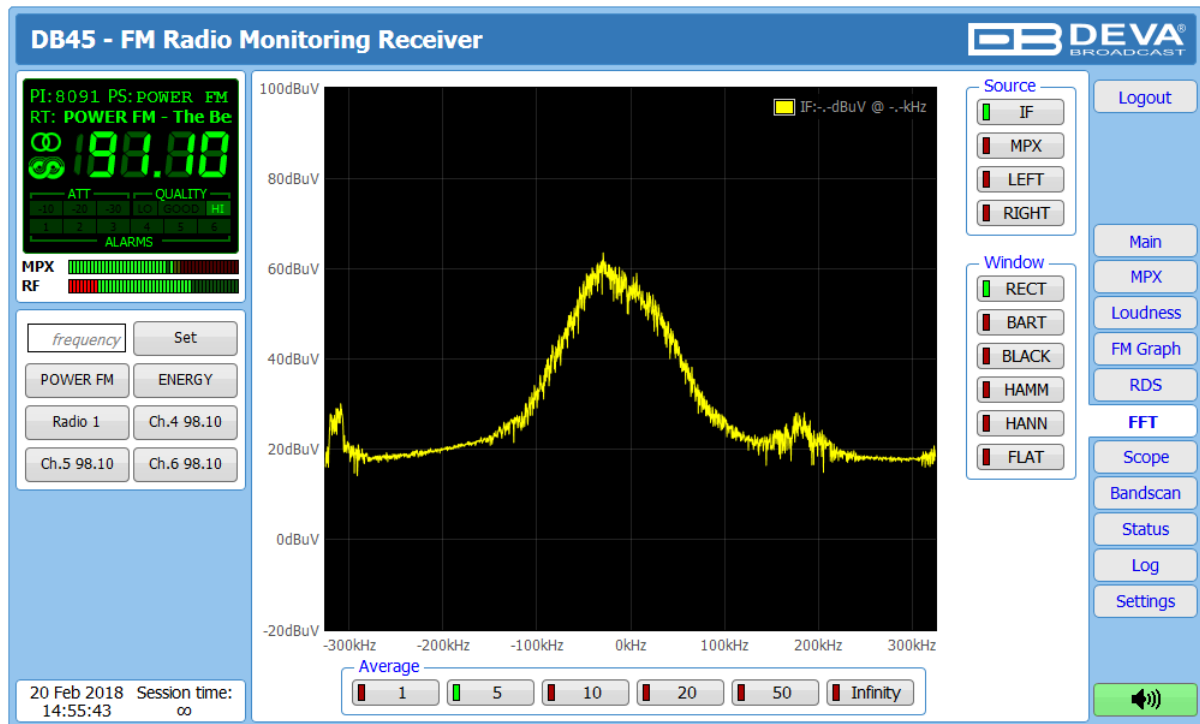 DB45 - FM Radio Monitoring Receiver
DEVA®
BROADCAST
PI:8091 PS:POWER FM
RT: POWER FM - The Be
91.10
ATT QUALITY
-10 -20 -30 LO GOOD HI
1 2 3 4 5 6
ALARMS
MPX
RF
frequency Set
POWER FM ENERGY
Radio 1 Ch.4 98.10
Ch.5 98.10 Ch.6 98.10
20 Feb 2018 Session time:
14:55:43 ∞
100dBuV
80dBuV
60dBuV
40dBuV
20dBuV
0dBuV
-20dBuV
IF:-.-dBuV @ -.-kHz
-300kHz -200kHz -100kHz 0kHz 100kHz 200kHz 300kHz
Average
1 5 10 20 50 Infinity
Source
IF
MPX
LEFT
RIGHT
Window
RECT
BART
BLACK
HAMM
HANN
FLAT
Logout
Main
MPX
Loudness
FM Graph
RDS
FFT
Scope
Bandscan
Status
Log
Settings